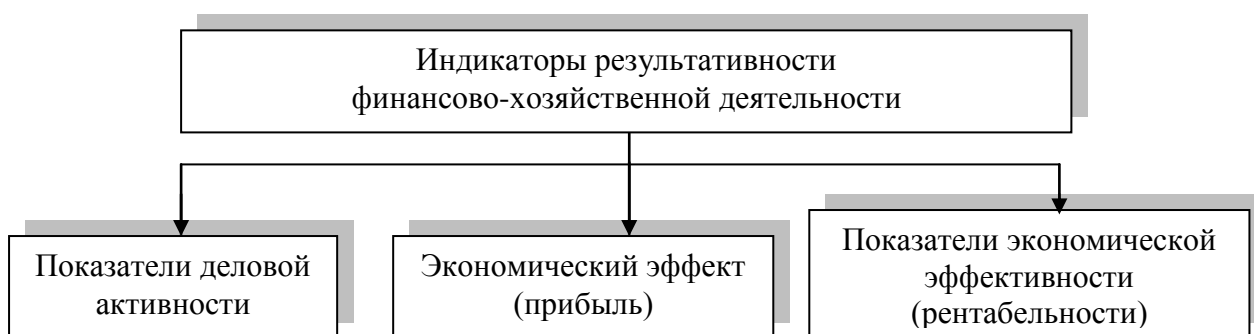 Индикаторы результативности
финансово-хозяйственной деятельности
Показатели деловой
активности
Экономический эффект
(прибыль)
Показатели экономической
эффективности
(рентабельности)